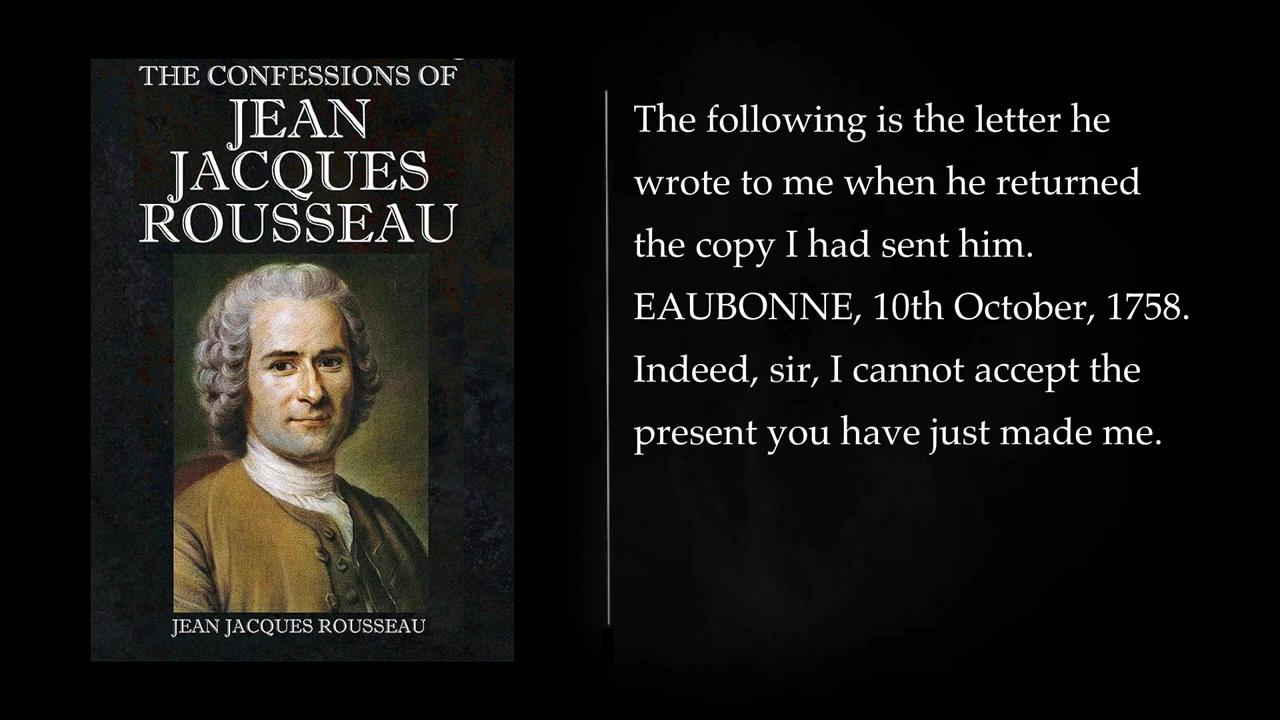 THE CONFESSIONS OF
JEAN
JACQUES
ROUSSEAU
JEAN JACQUES ROUSSEAU
The following is the letter he
wrote to me when he returned
the copy I had sent him.
EAUBONNE, 10th October, 1758.
Indeed, sir, I cannot accept the
present you have just made me.